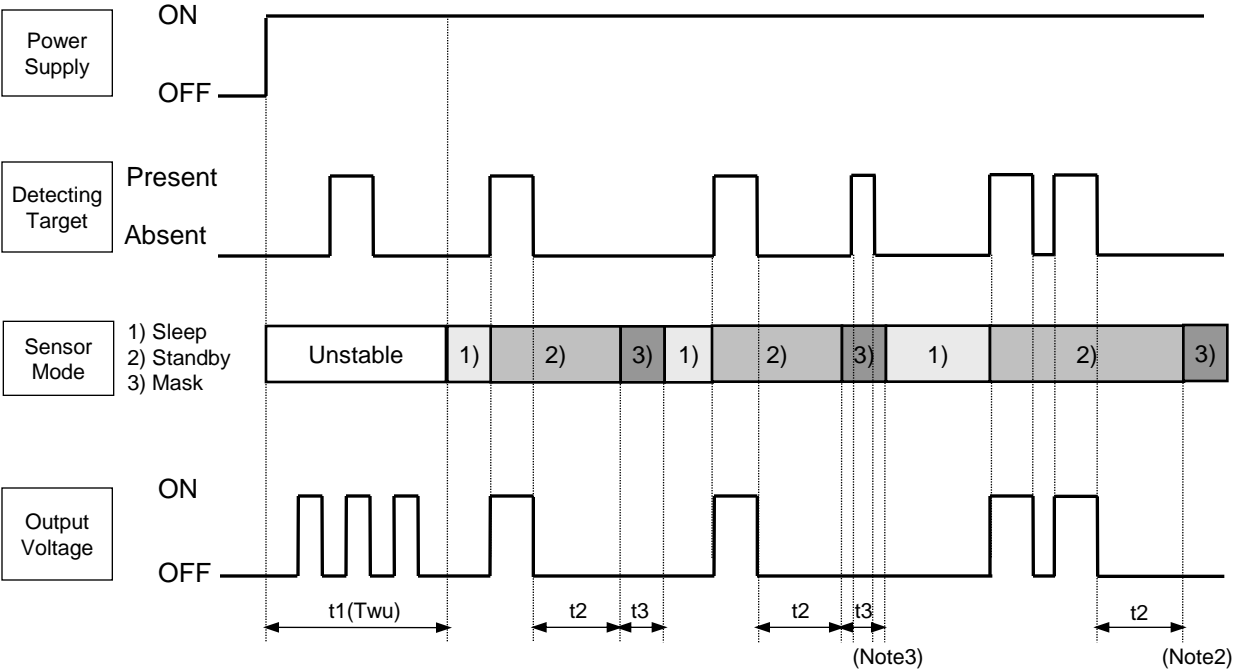 Power
Supply
ON
OFF
Detecting
Target
Present
Absent
Sensor
Mode
1) Sleep
2) Standby
3) Mask
Unstable
1)
2)
3)
1)
2)
3)
1)
2)
3)
Output
Voltage
ON
OFF
t1(Twu)
t2
t3
t2
t3
t2
(Note3)
(Note2)